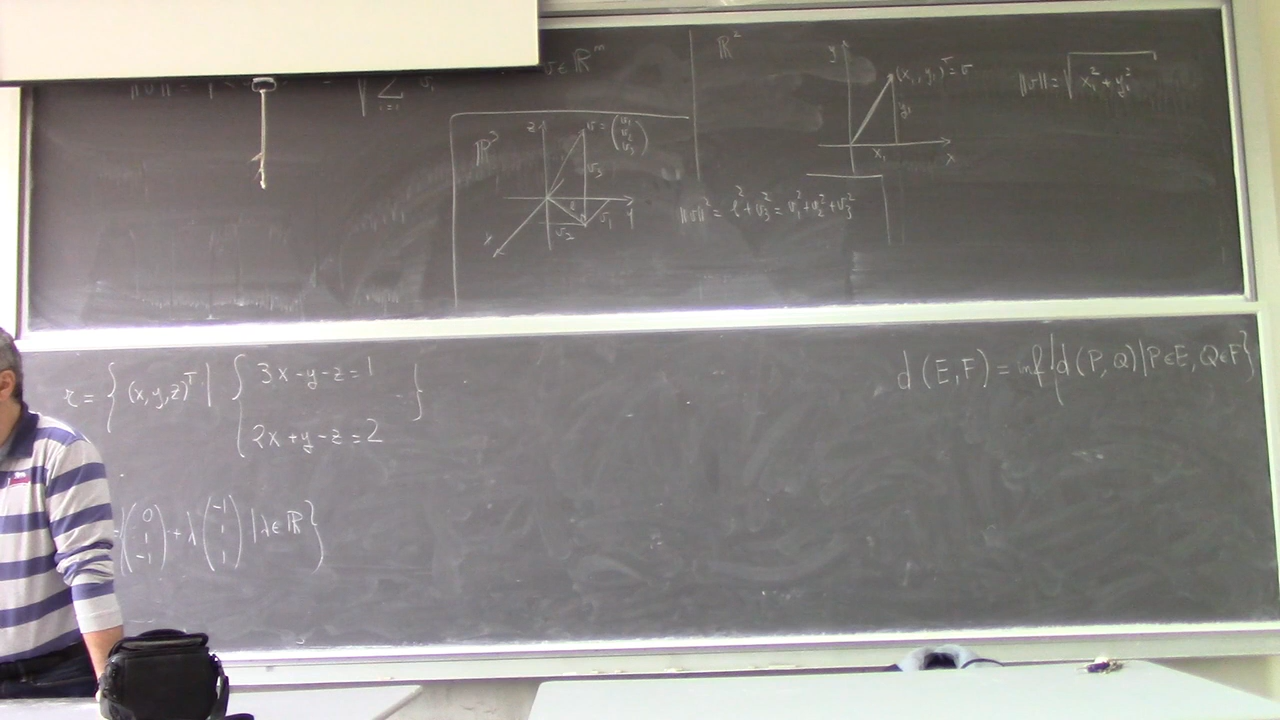 v ∈ ℝⁿ
ℝ²
y
(x₁, y₁)ᵀ = v
y₁
x₁
x
‖v‖ = √(x₁² + y₁²)
ℝ³
z
v = (v₁ v₂ v₃)
v₃
ℓ
y
v₁
v₂
x
‖v‖² = ℓ² + v₃² = v₁² + v₂² + v₃²
r = { (x,y,z)ᵀ | { 3x - y - z = 1
2x + y - z = 2 }
{ (0 1 -1) + λ (-1 1 1) | λ ∈ ℝ }
d (E, F) = inf { d (P, Q) | P ∈ E, Q ∈ F }